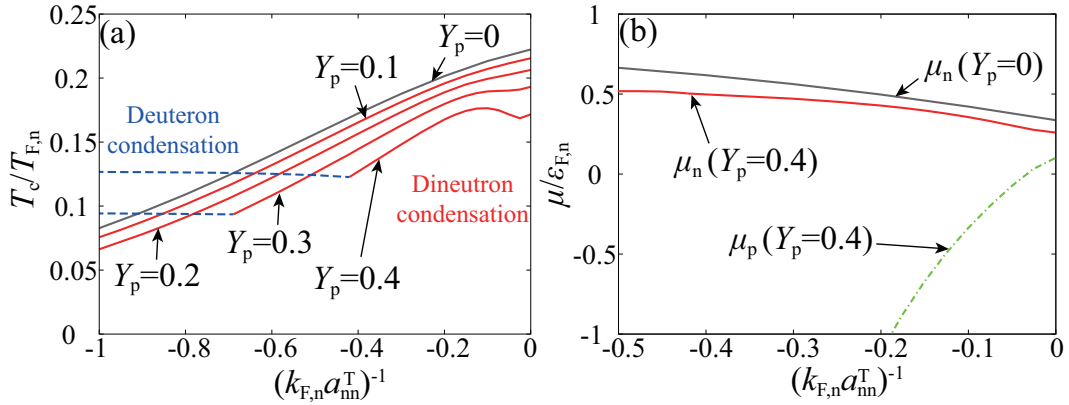 (a)
0.25
0.2
0.15
0.1
0.05
0
T_c/T_F,n
Y_p=0
Y_p=0.1
Deuteron
condensation
Dineutron
condensation
Y_p=0.2
Y_p=0.3
Y_p=0.4
-1
-0.8
-0.6
-0.4
-0.2
0
(k_F,n a_nn^T)^-1
(b)
1
0.5
0
-0.5
-1
μ/ε_F,n
μ_n (Y_p=0)
μ_n (Y_p=0.4)
μ_p (Y_p=0.4)
-0.5
-0.4
-0.3
-0.2
-0.1
0
(k_F,n a_nn^T)^-1